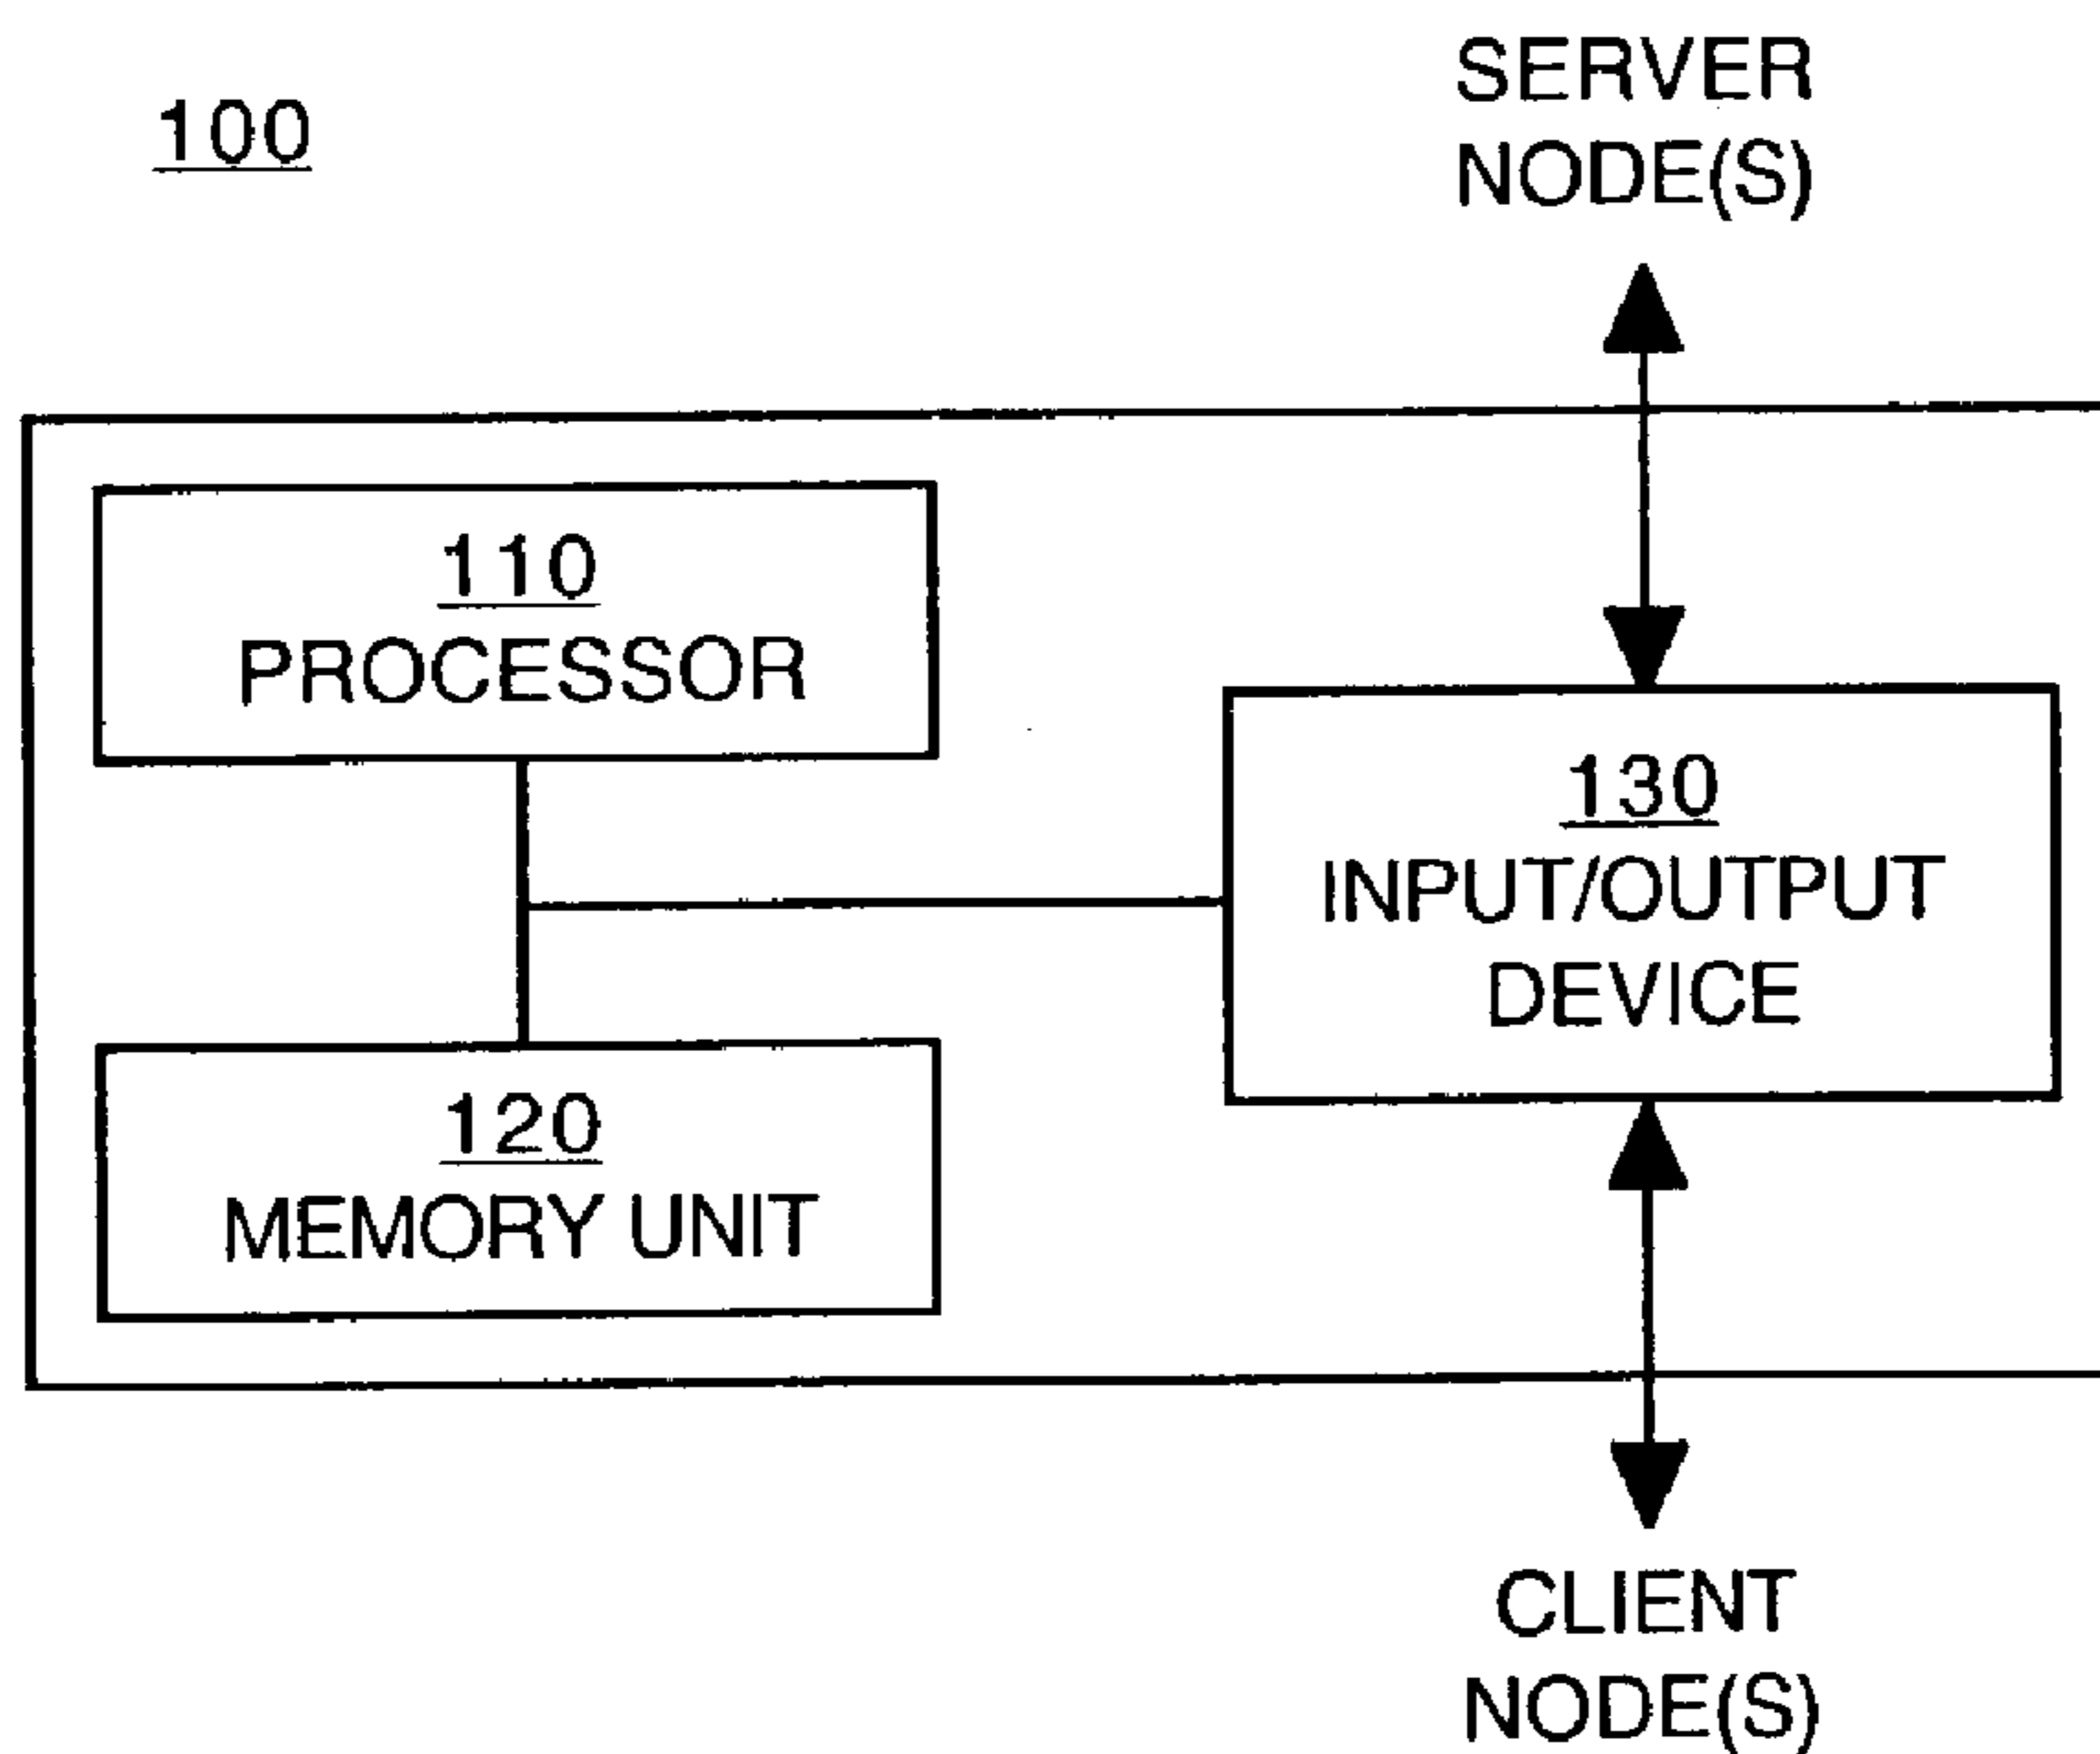 100
SERVER
NODE(S)
110
PROCESSOR
130
INPUT/OUTPUT
DEVICE
120
MEMORY UNIT
CLIENT
NODE(S)